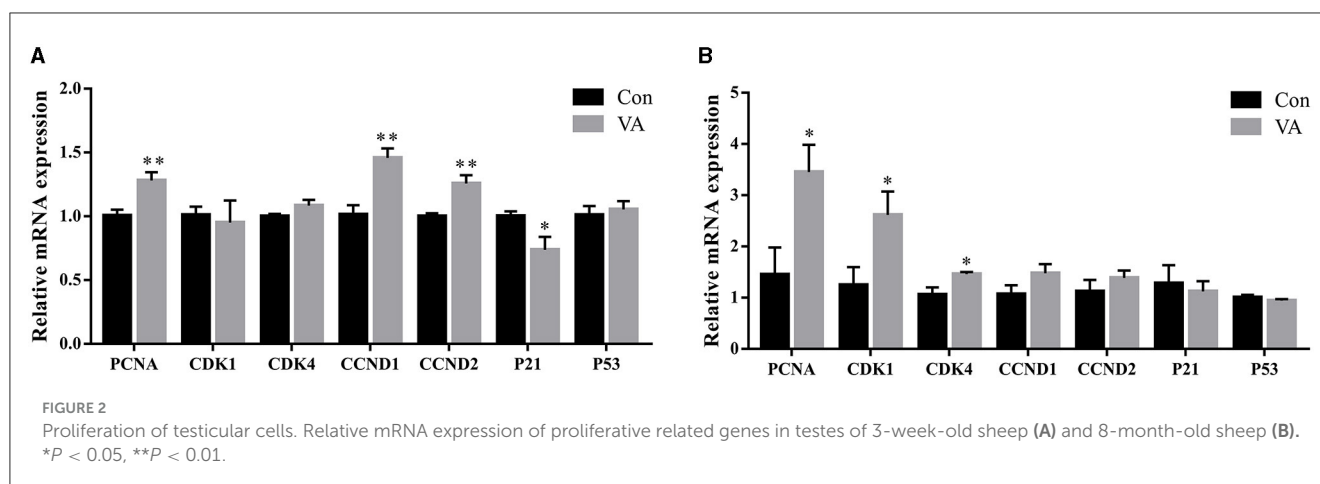 A
B
Relative mRNA expression
2.0
1.5
1.0
0.5
0.0
**
**
**
*
Con
VA
PCNA CDK1 CDK4 CCND1 CCND2 P21 P53
Relative mRNA expression
5
4
3
2
1
0
*
*
*
Con
VA
PCNA CDK1 CDK4 CCND1 CCND2 P21 P53
FIGURE 2
Proliferation of testicular cells. Relative mRNA expression of proliferative related genes in testes of 3-week-old sheep (A) and 8-month-old sheep (B).
*P < 0.05, **P < 0.01.